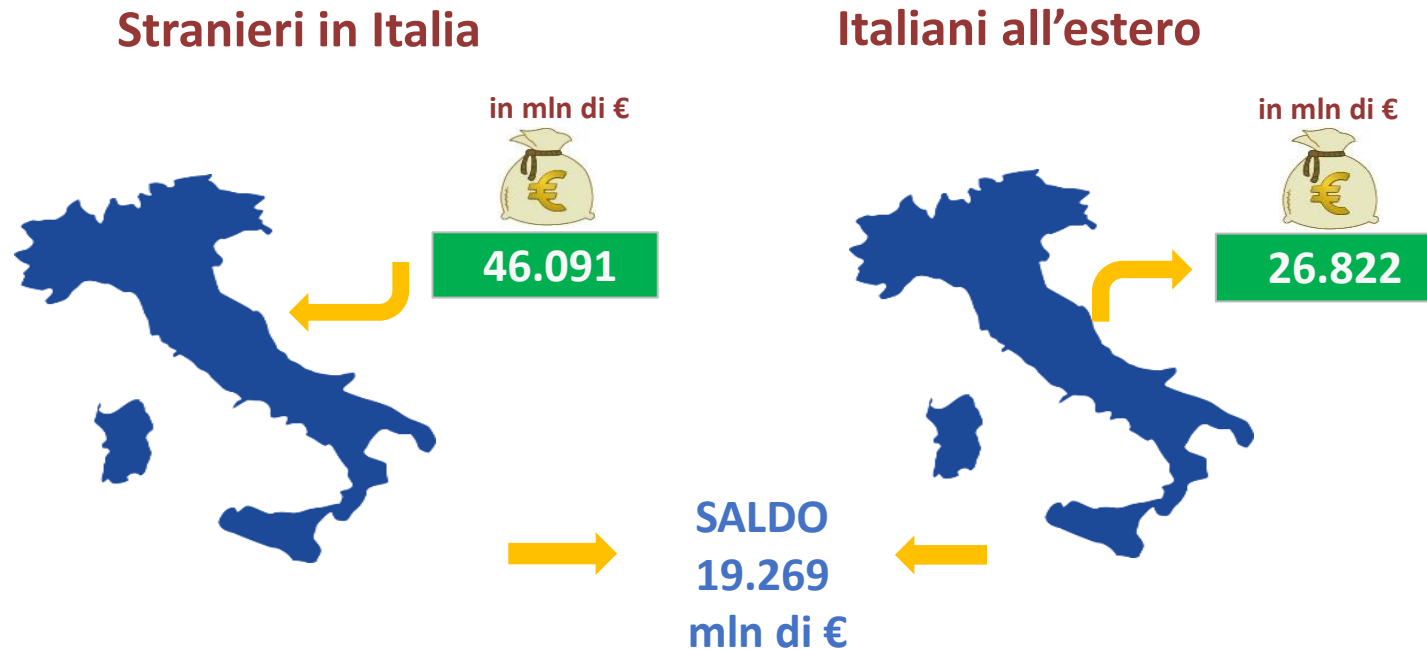 Stranieri in Italia
Italiani all’estero
in mln di €
in mln di €
€
€
46.091
26.822
SALDO
19.269
mln di €